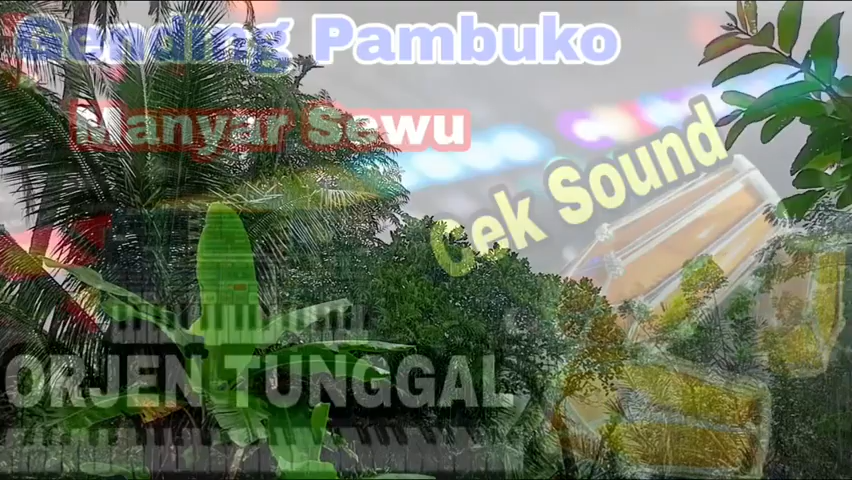 Gending Pambuko
Manyar Sewu
Cek Sound
ORJEN TUNGGAL